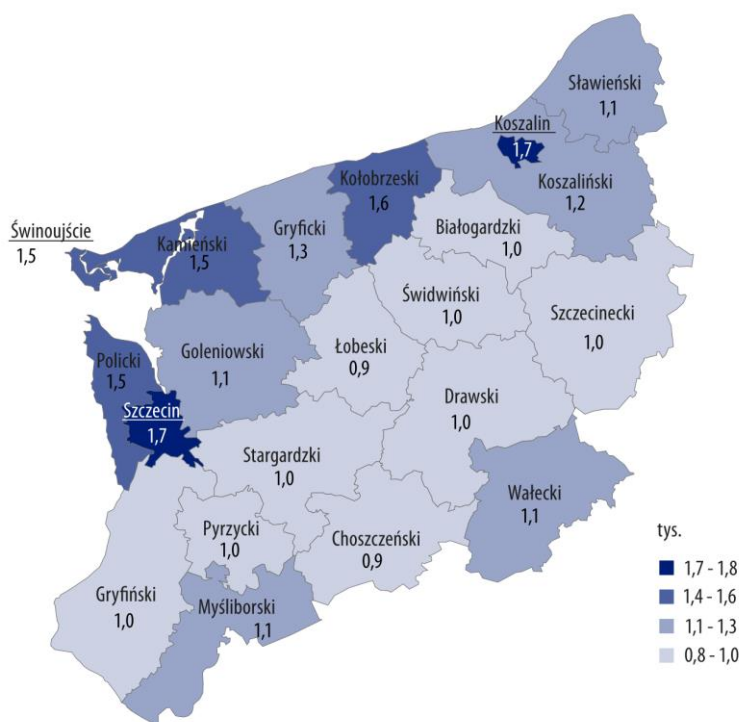 Sławieński
1,1
Koszalin
1,7
Koszaliński
1,2
Kołobrzeski
1,6
Białogardzki
1,0
Gryficki
1,3
Świnoujście
1,5
Kamieński
1,5
Świdwiński
1,0
Szczecinecki
1,0
Łobeski
0,9
Goleniowski
1,1
Policki
1,5
Szczecin
1,7
Drawski
1,0
Stargardzki
1,0
Wałecki
1,1
Pyrzycki
1,0
Choszczeński
0,9
Gryfiński
1,0
Myśliborski
1,1
tys.
1,7 - 1,8
1,4 - 1,6
1,1 - 1,3
0,8 - 1,0